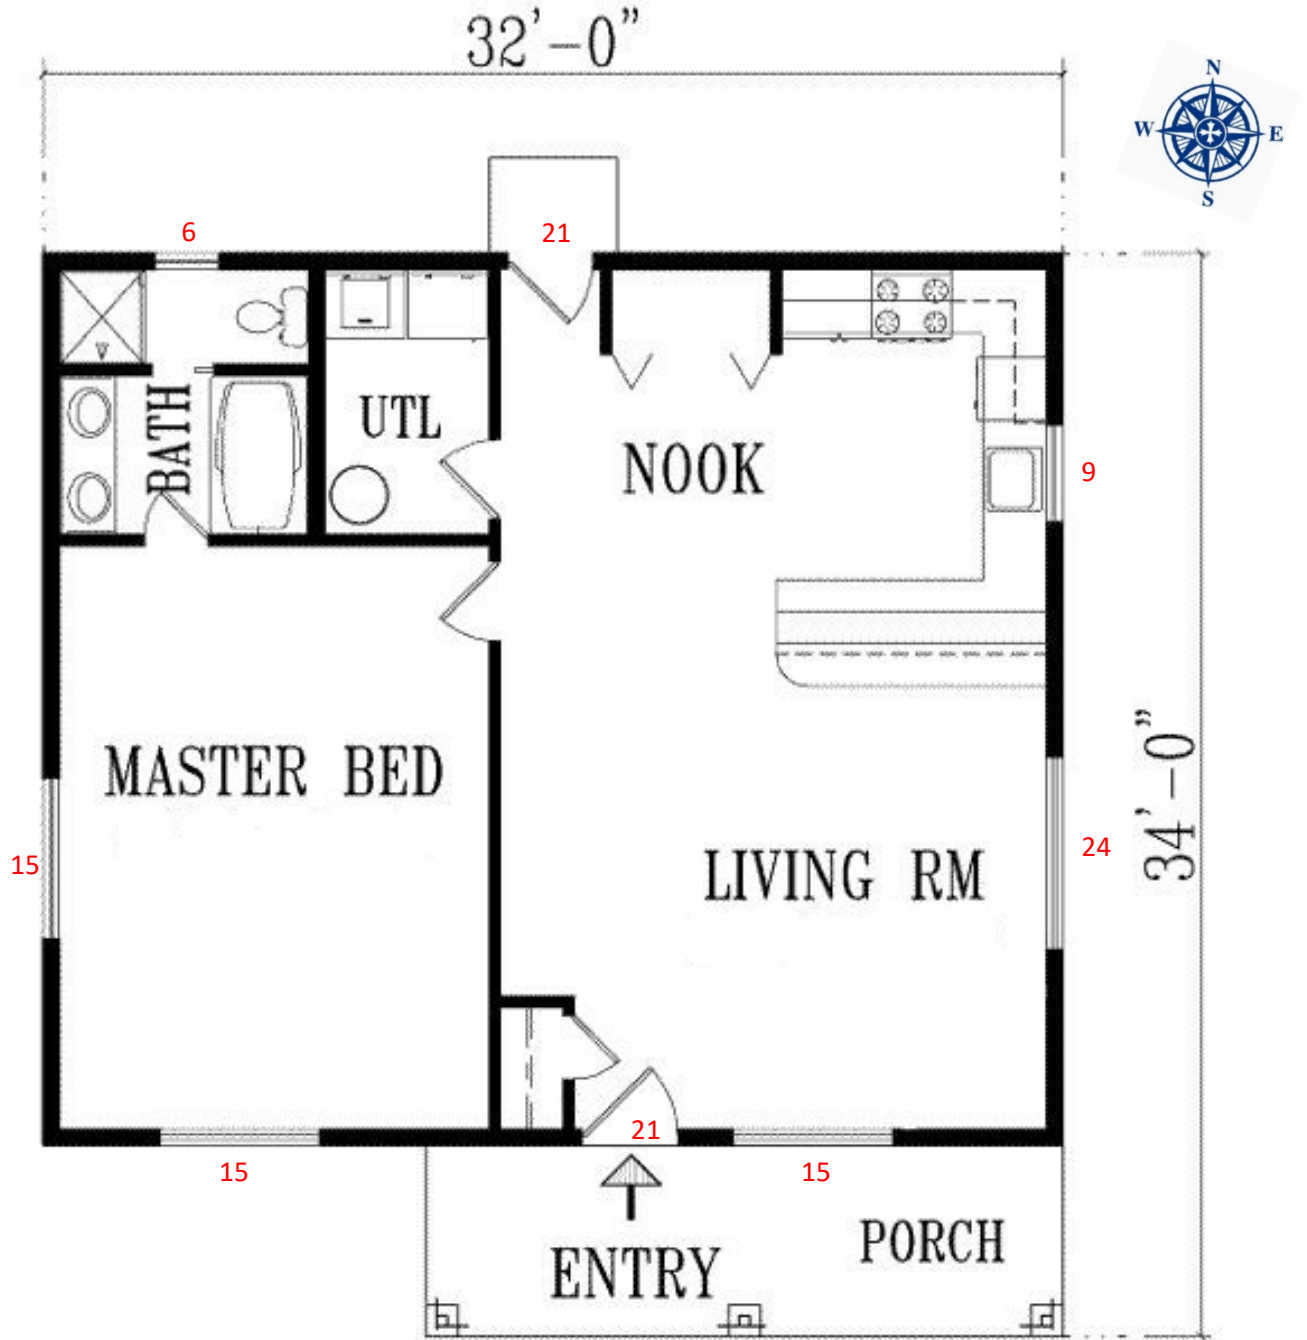 32'-0"
N
W E
S
6
21
UTL
BATH
NOOK
9
MASTER BED
34'-0"
15
24
LIVING RM
21
15
15
ENTRY
PORCH